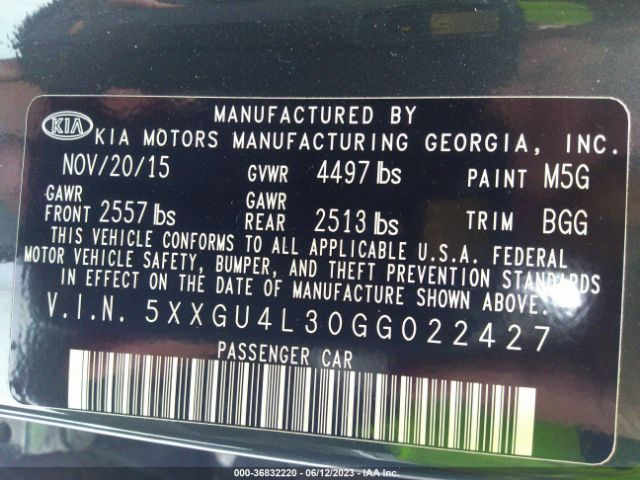 MANUFACTURED BY
KIA KIA MOTORS MANUFACTURING GEORGIA, INC.
NOV/20/15 GVWR 4497 lbs PAINT M5G
GAWR FRONT 2557 lbs GAWR REAR 2513 lbs TRIM BGG
THIS VEHICLE CONFORMS TO ALL APPLICABLE U.S.A. FEDERAL
MOTOR VEHICLE SAFETY, BUMPER, AND THEFT PREVENTION STANDARDS
IN EFFECT ON THE DATE OF MANUFACTURE SHOWN ABOVE.
V.I.N. 5XXGU4L30GG022427
PASSENGER CAR
000-36832220 - 06/12/2023 - IAA Inc.